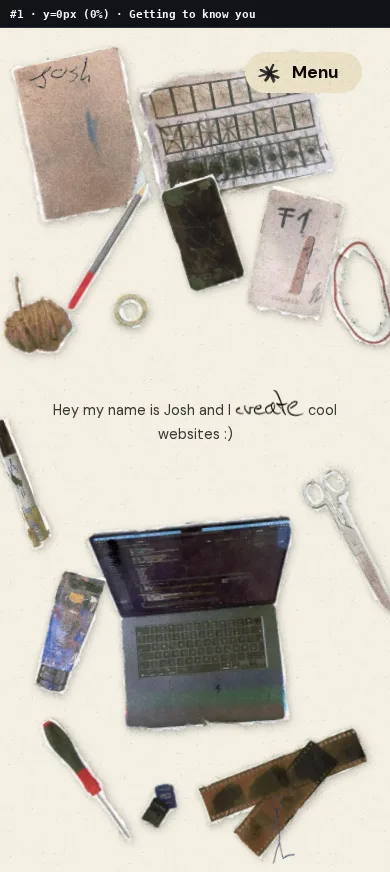 #1 · y=0px (0%) · Getting to know you
Menu
Josh
F1
Hey my name is Josh and I create cool
websites :)